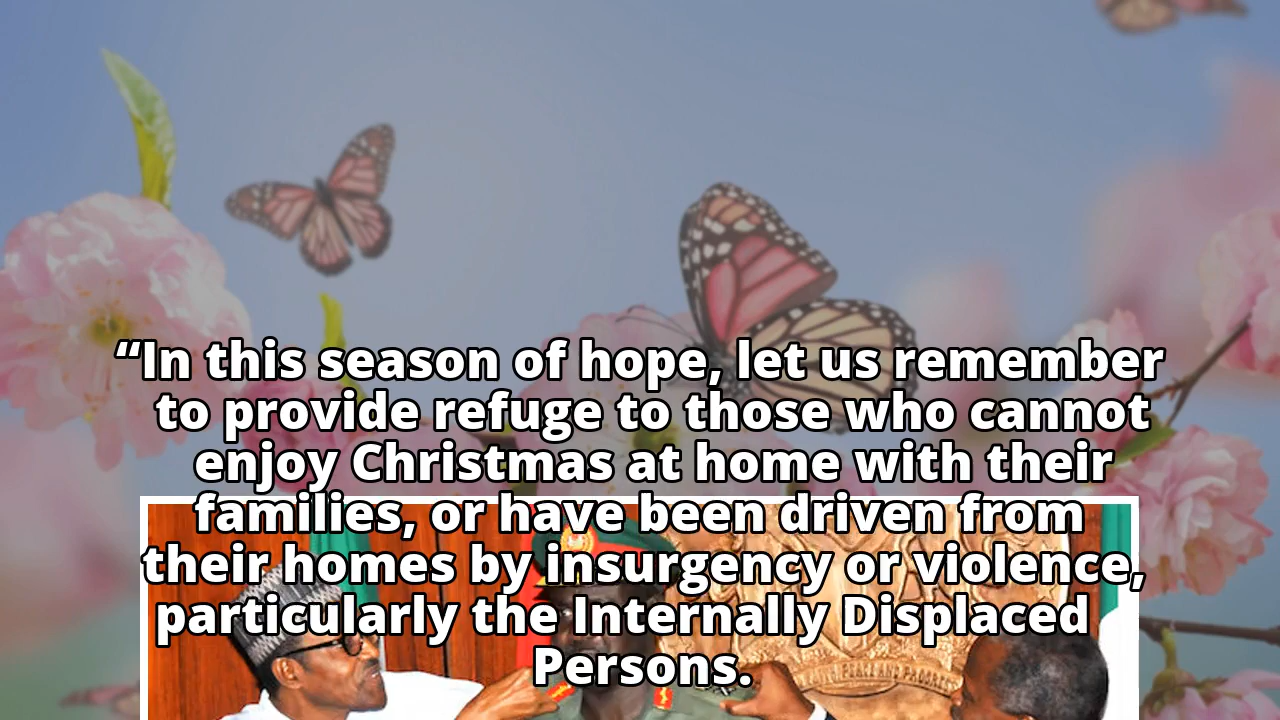 “In this season of hope, let us remember
to provide refuge to those who cannot
enjoy Christmas at home with their
families, or have been driven from
their homes by insurgency or violence,
particularly the Internally Displaced
Persons.